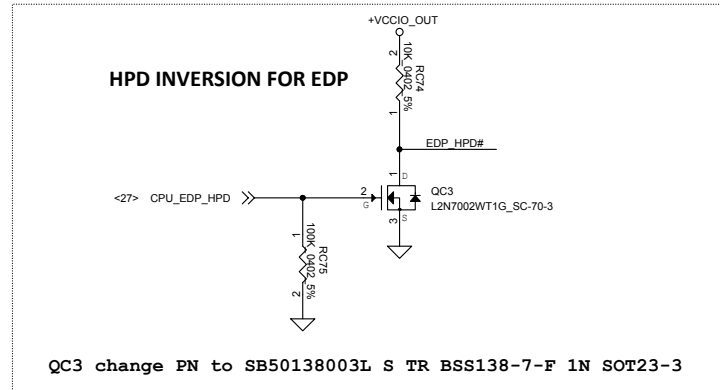 +VCCIO_OUT
HPD INVERSION FOR EDP
2
RC74
10K_0402_5%
1
EDP_HPD#
1
D
<27> CPU_EDP_HPD
2
G
QC3
L2N7002WT1G_SC-70-3
3
S
1
RC75
100K_0402_5%
2
QC3 change PN to SB50138003L S TR BSS138-7-F 1N SOT23-3